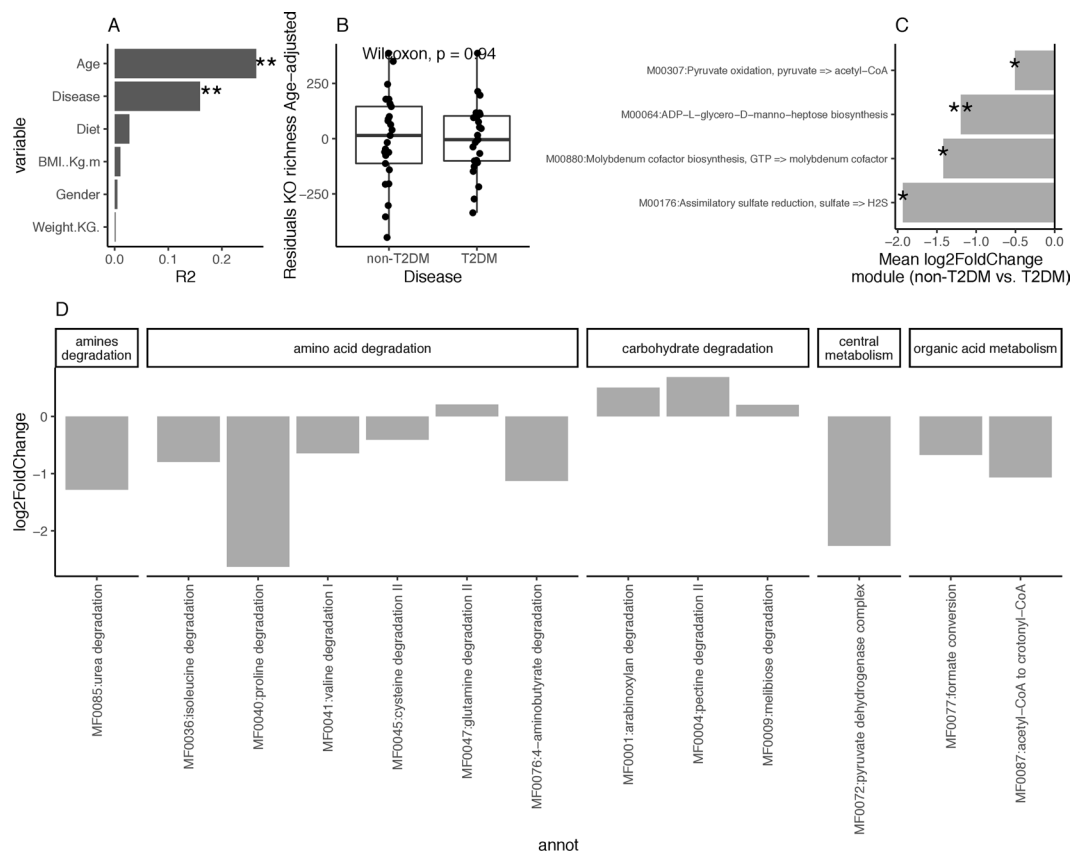 A
variable
Age
Disease
Diet
BMI..Kg.m
Gender
Weight.KG.
**
**
0.0
0.1
0.2
R2
B
Residuals KO richness Age-adjusted
Wilcoxon, p = 0.94
250
0
−250
non-T2DM
T2DM
Disease
C
M00307:Pyruvate oxidation, pyruvate => acetyl−CoA
*
M00064:ADP−L−glycero−D−manno−heptose biosynthesis
**
M00880:Molybdenum cofactor biosynthesis, GTP => molybdenum cofactor
*
M00176:Assimilatory sulfate reduction, sulfate => H2S
*
−2.0
−1.5
−1.0
−0.5
0.0
Mean log2FoldChange
module (non-T2DM vs. T2DM)
D
amines
degradation
amino acid degradation
carbohydrate degradation
central
metabolism
organic acid metabolism
log2FoldChange
0
−1
−2
MF0085:urea degradation
MF0036:isoleucine degradation
MF0040:proline degradation
MF0041:valine degradation I
MF0045:cysteine degradation II
MF0047:glutamine degradation II
MF0076:4−aminobutyrate degradation
MF0001:arabinoxylan degradation
MF0004:pectine degradation II
MF0009:melibiose degradation
MF0072:pyruvate dehydrogenase complex
MF0077:formate conversion
MF0087:acetyl−CoA to crotonyl−CoA
annot